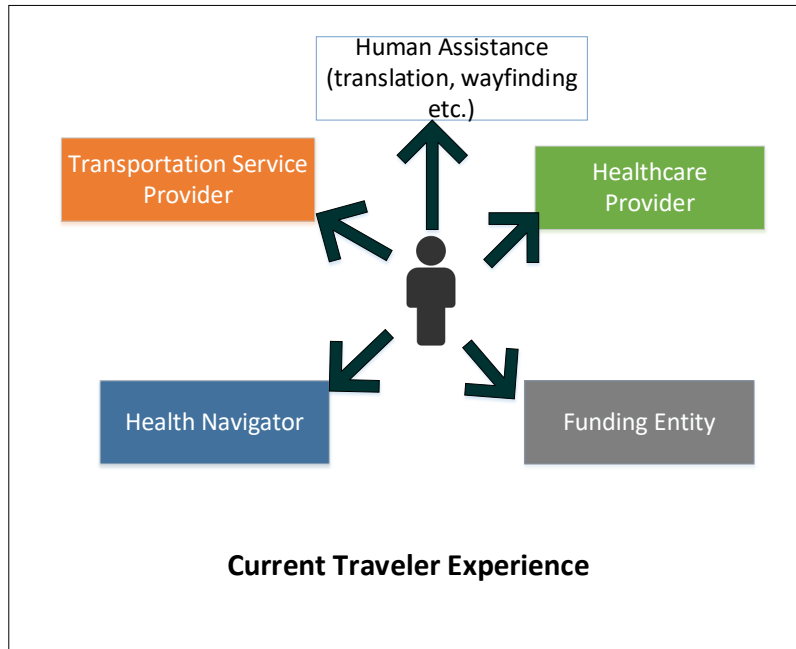 Human Assistance
(translation, wayfinding
etc.)
Transportation Service
Provider
Healthcare
Provider
Health Navigator
Funding Entity
Current Traveler Experience